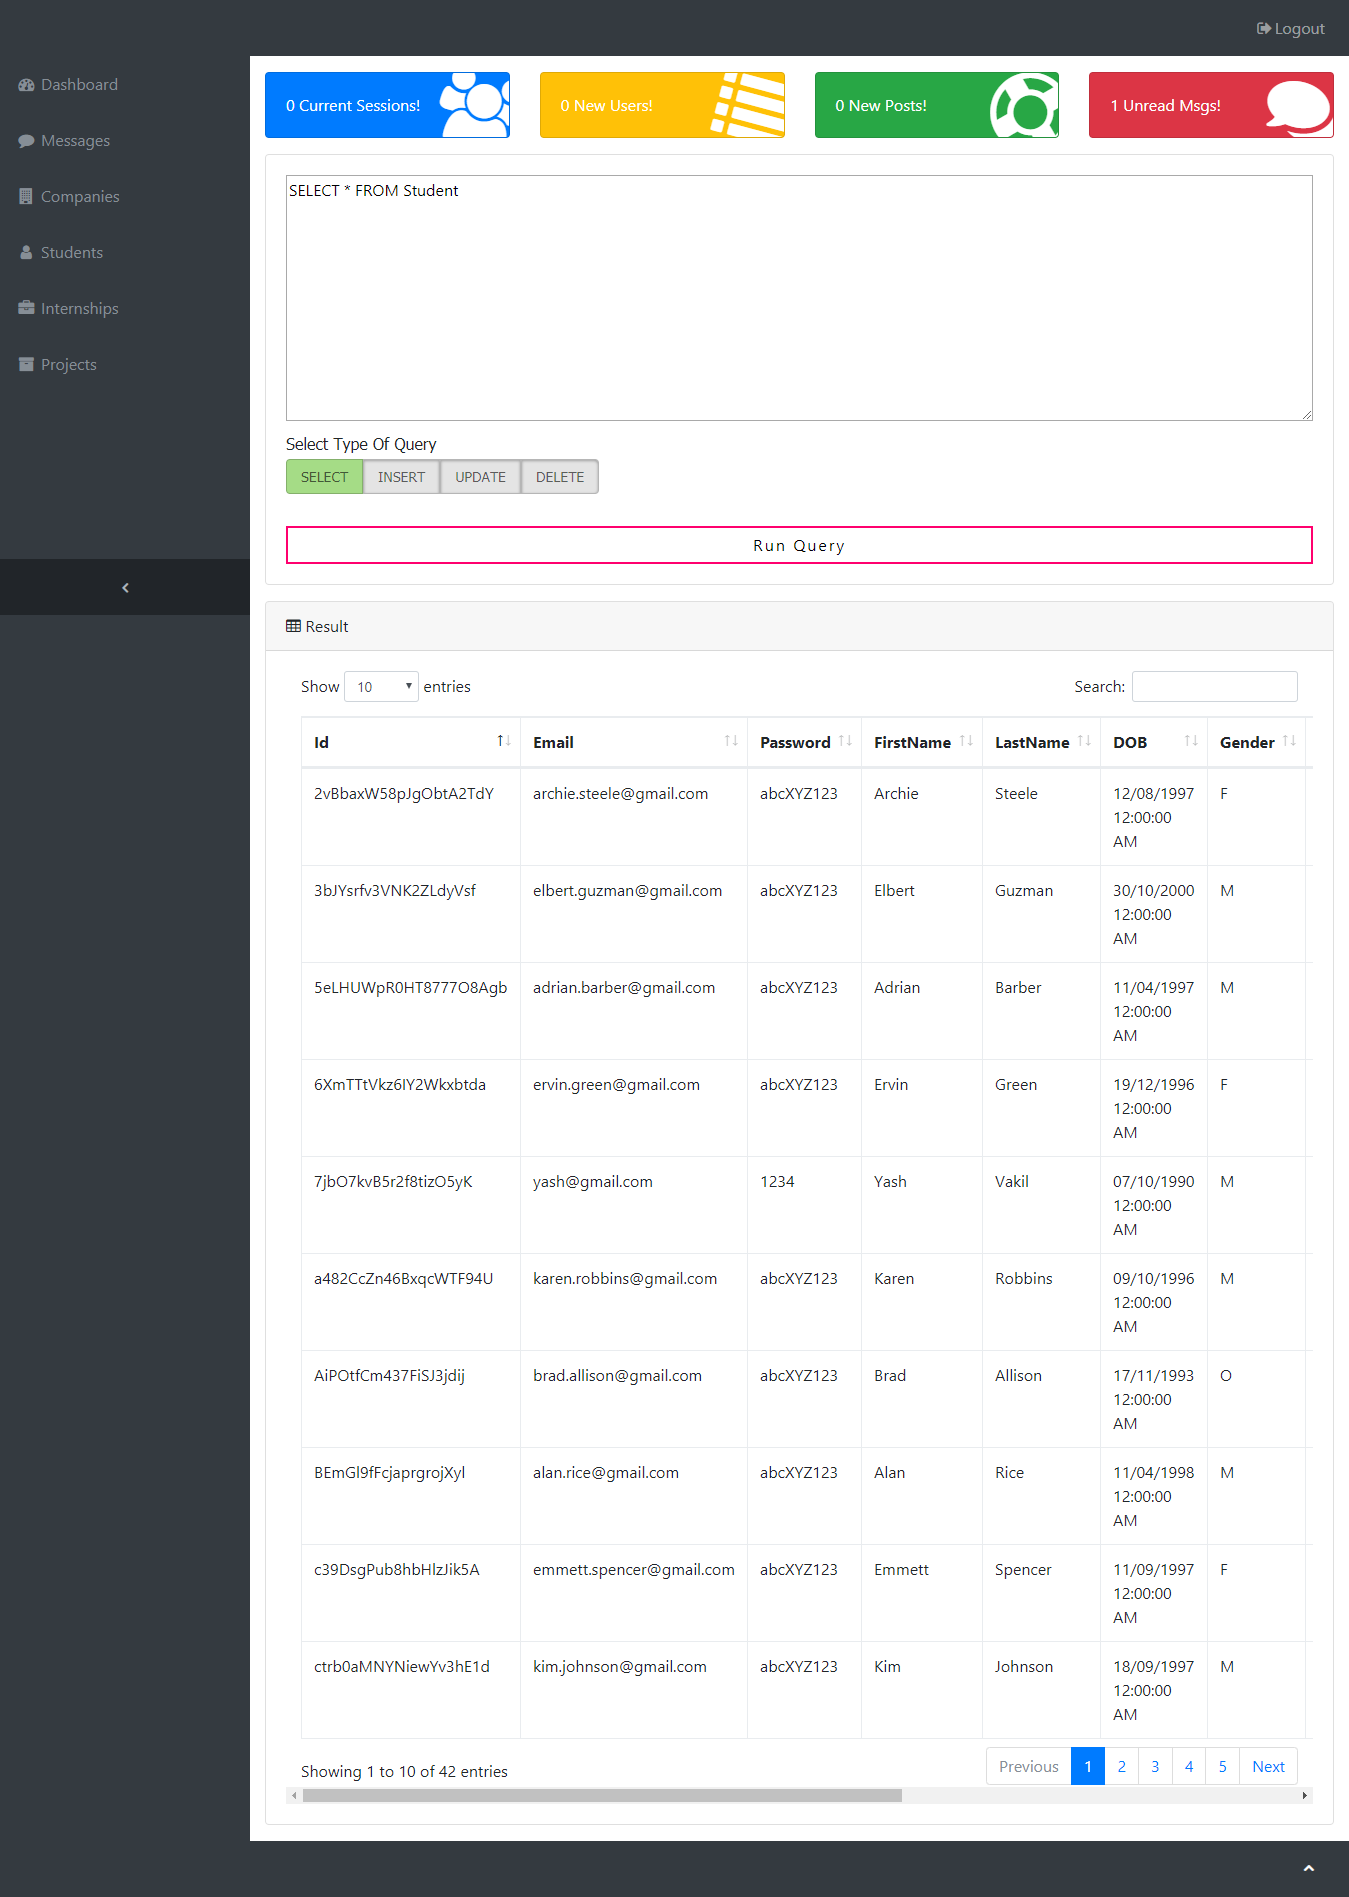 Logout
Dashboard
Messages
Companies
Students
Internships
Projects
0 Current Sessions!
0 New Users!
0 New Posts!
1 Unread Msgs!
SELECT * FROM Student
Select Type Of Query
SELECT INSERT UPDATE DELETE
Run Query
Result
Show 10 entries Search:
Id Email Password FirstName LastName DOB Gender
2vBbaxW58pJgObtA2TdY archie.steele@gmail.com abcXYZ123 Archie Steele 12/08/1997 F
12:00:00
AM
3bJYsrfv3VNK2ZLdyVsf elbert.guzman@gmail.com abcXYZ123 Elbert Guzman 30/10/2000 M
12:00:00
AM
5eLHUWpR0HT8777O8Agb adrian.barber@gmail.com abcXYZ123 Adrian Barber 11/04/1997 M
12:00:00
AM
6XmTTtVkz6IY2Wkxbtda ervin.green@gmail.com abcXYZ123 Ervin Green 19/12/1996 F
12:00:00
AM
7jbO7kvB5r2f8tizO5yK yash@gmail.com 1234 Yash Vakil 07/10/1990 M
12:00:00
AM
a482CcZn46BxqcWTF94U karen.robbins@gmail.com abcXYZ123 Karen Robbins 09/10/1996 M
12:00:00
AM
AiPOtfCm437FiSJ3jdij brad.allison@gmail.com abcXYZ123 Brad Allison 17/11/1993 O
12:00:00
AM
BEmGl9fFcjaprgrojXyl alan.rice@gmail.com abcXYZ123 Alan Rice 11/04/1998 M
12:00:00
AM
c39DsgPub8hbHlzJik5A emmett.spencer@gmail.com abcXYZ123 Emmett Spencer 11/09/1997 F
12:00:00
AM
ctrb0aMNYNiewYv3hE1d kim.johnson@gmail.com abcXYZ123 Kim Johnson 18/09/1997 M
12:00:00
AM
Showing 1 to 10 of 42 entries Previous 1 2 3 4 5 Next